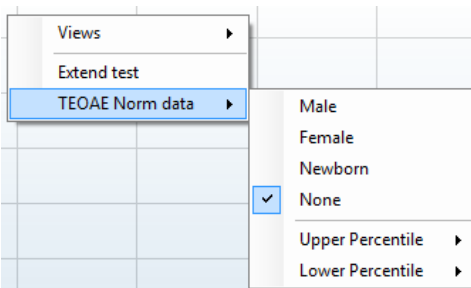 Views
Extend test
TEOAE Norm data
Male
Female
Newborn
None
Upper Percentile
Lower Percentile